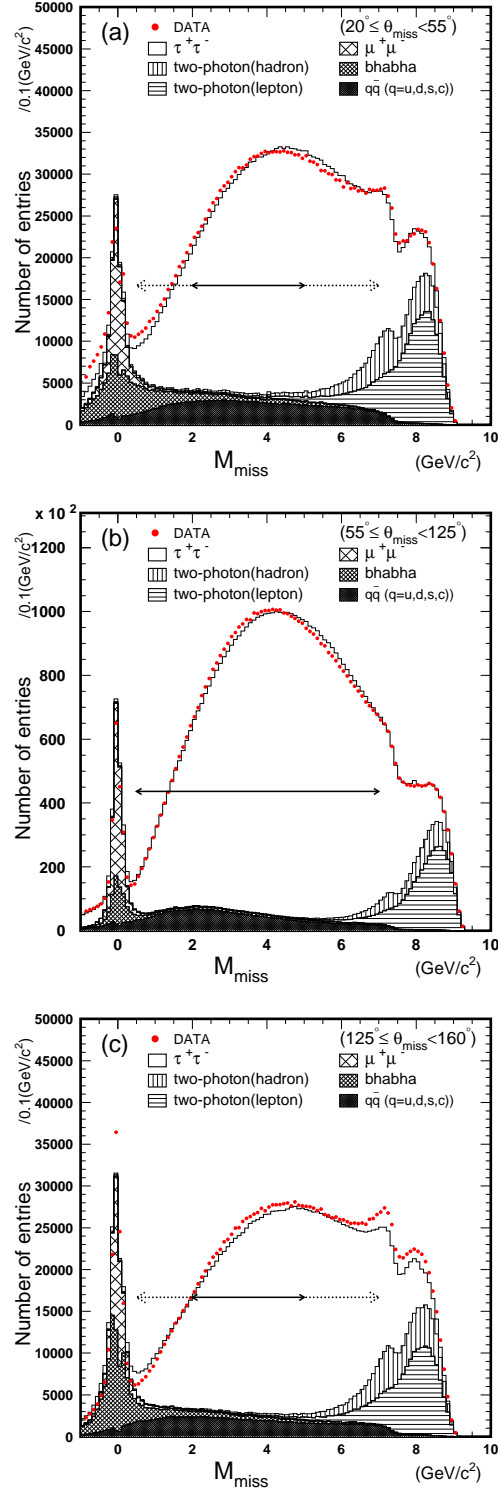 50000
45000
40000
35000
30000
25000
20000
15000
10000
5000
0
Number of entries
/0.1(GeV/c²)
(a)
(20°≤ θmiss<55°)
DATA
τ⁺τ⁻
μ⁺μ⁻
two-photon(hadron)
bhabha
two-photon(lepton)
qq̄ (q=u,d,s,c))
0 2 4 6 8 10
Mmiss
(GeV/c²)
x 10²
1200
1000
800
600
400
200
0
Number of entries
/0.1(GeV/c²)
(b)
(55°≤ θmiss<125°)
DATA
τ⁺τ⁻
μ⁺μ⁻
two-photon(hadron)
bhabha
two-photon(lepton)
qq̄ (q=u,d,s,c))
0 2 4 6 8 10
Mmiss
(GeV/c²)
50000
45000
40000
35000
30000
25000
20000
15000
10000
5000
0
Number of entries
/0.1(GeV/c²)
(c)
(125°≤ θmiss<160°)
DATA
τ⁺τ⁻
μ⁺μ⁻
two-photon(hadron)
bhabha
two-photon(lepton)
qq̄ (q=u,d,s,c))
0 2 4 6 8 10
Mmiss
(GeV/c²)